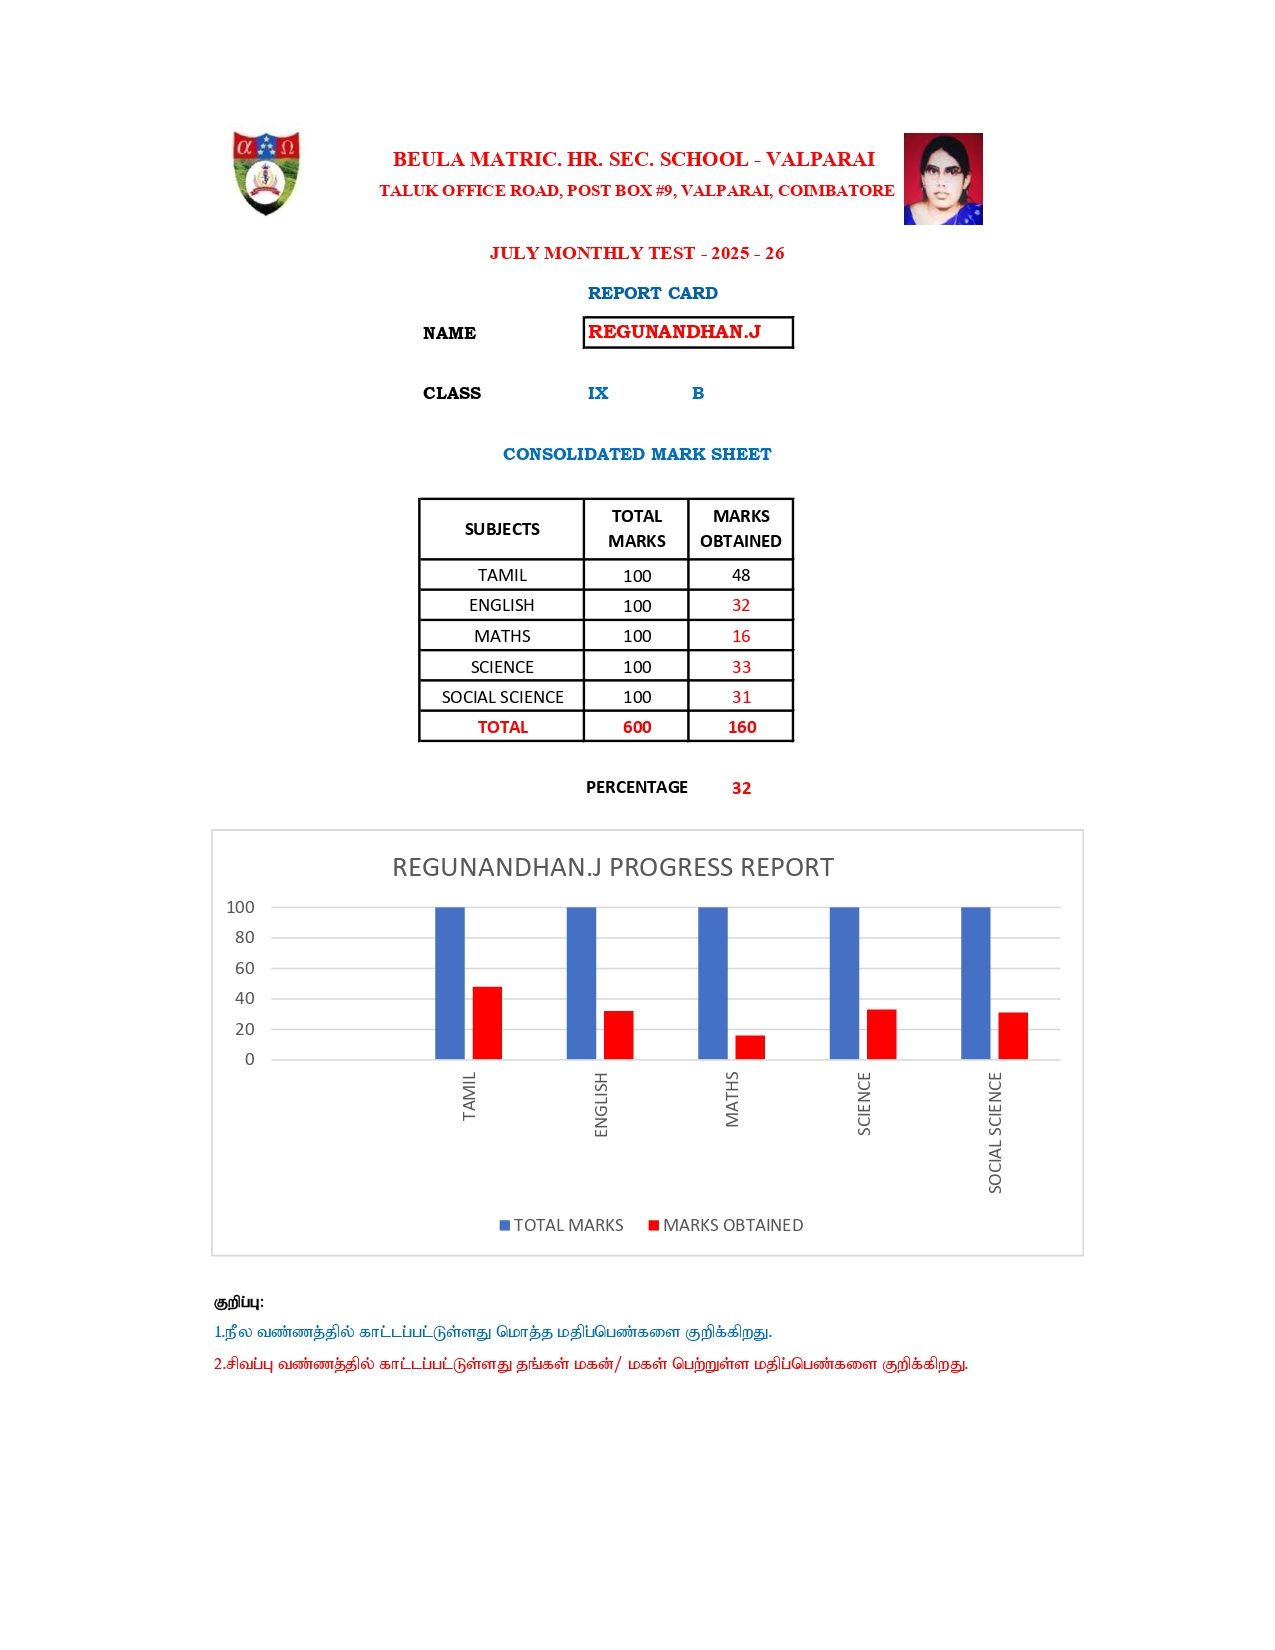 α Ω
BEULA MATRIC. HR. SEC. SCHOOL - VALPARAI
TALUK OFFICE ROAD, POST BOX #9, VALPARAI, COIMBATORE
JULY MONTHLY TEST - 2025 - 26
REPORT CARD
NAME REGUNANDHAN.J
CLASS IX B
CONSOLIDATED MARK SHEET
SUBJECTS TOTAL MARKS MARKS OBTAINED
TAMIL 100 48
ENGLISH 100 32
MATHS 100 16
SCIENCE 100 33
SOCIAL SCIENCE 100 31
TOTAL 600 160
PERCENTAGE 32
REGUNANDHAN.J PROGRESS REPORT
100
80
60
40
20
0
TAMIL
ENGLISH
MATHS
SCIENCE
SOCIAL SCIENCE
TOTAL MARKS MARKS OBTAINED
குறிப்பு:
1.நீல வண்ணத்தில் காட்டப்பட்டுள்ளது மொத்த மதிப்பெண்களை குறிக்கிறது.
2.சிவப்பு வண்ணத்தில் காட்டப்பட்டுள்ளது தங்கள் மகன்/ மகள் பெற்றுள்ள மதிப்பெண்களை குறிக்கிறது.